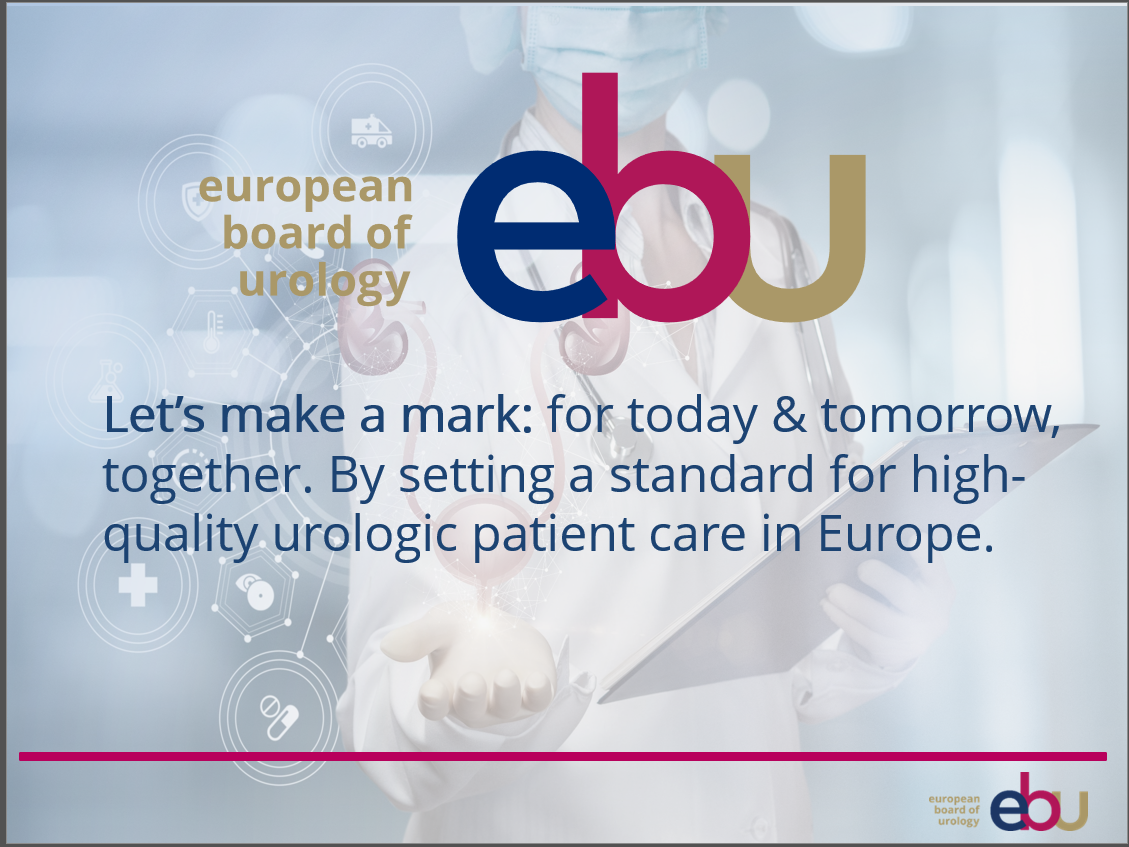 european
board of
urology
ebu
Let’s make a mark: for today & tomorrow,
together. By setting a standard for high-
quality urologic patient care in Europe.
european
board of
urology
ebu